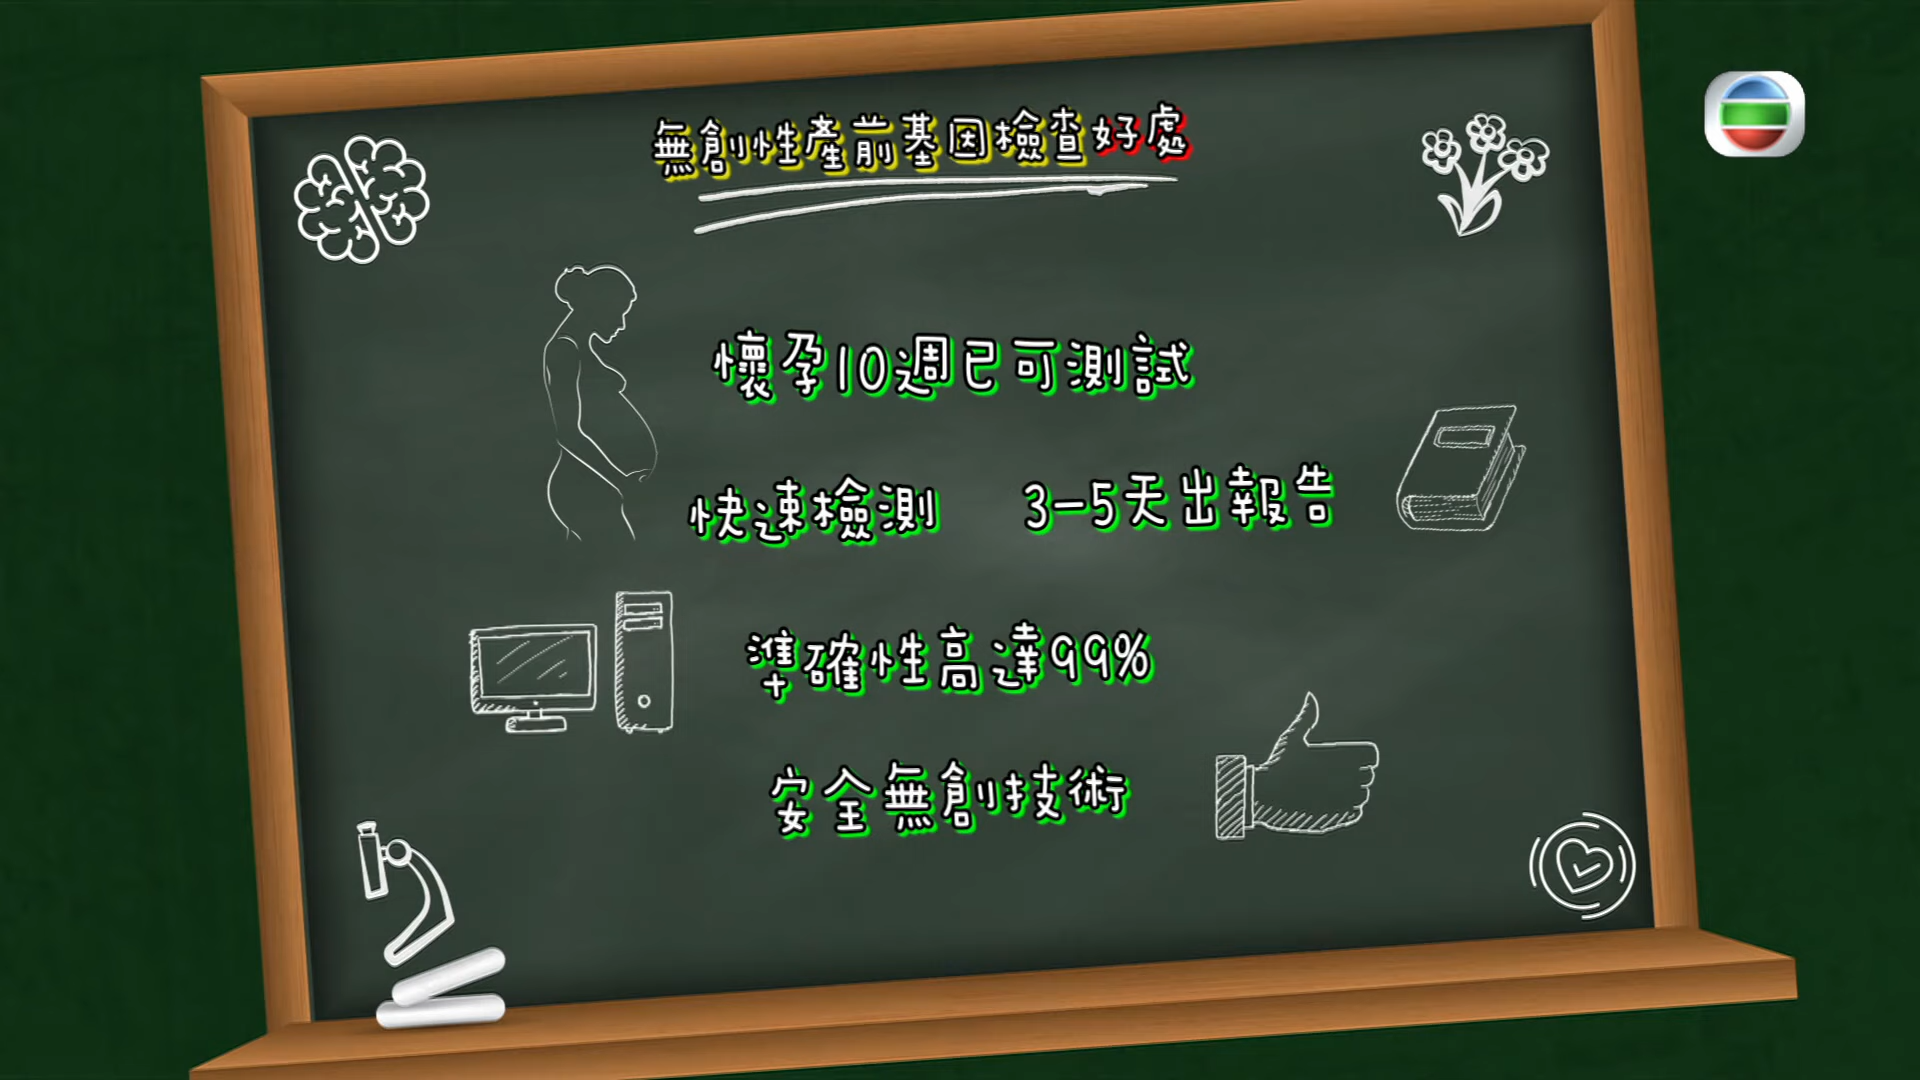 無創性產前基因檢查好處
懷孕10週已可測試
快速檢測 3-5天出報告
準確性高達99%
安全無創技術